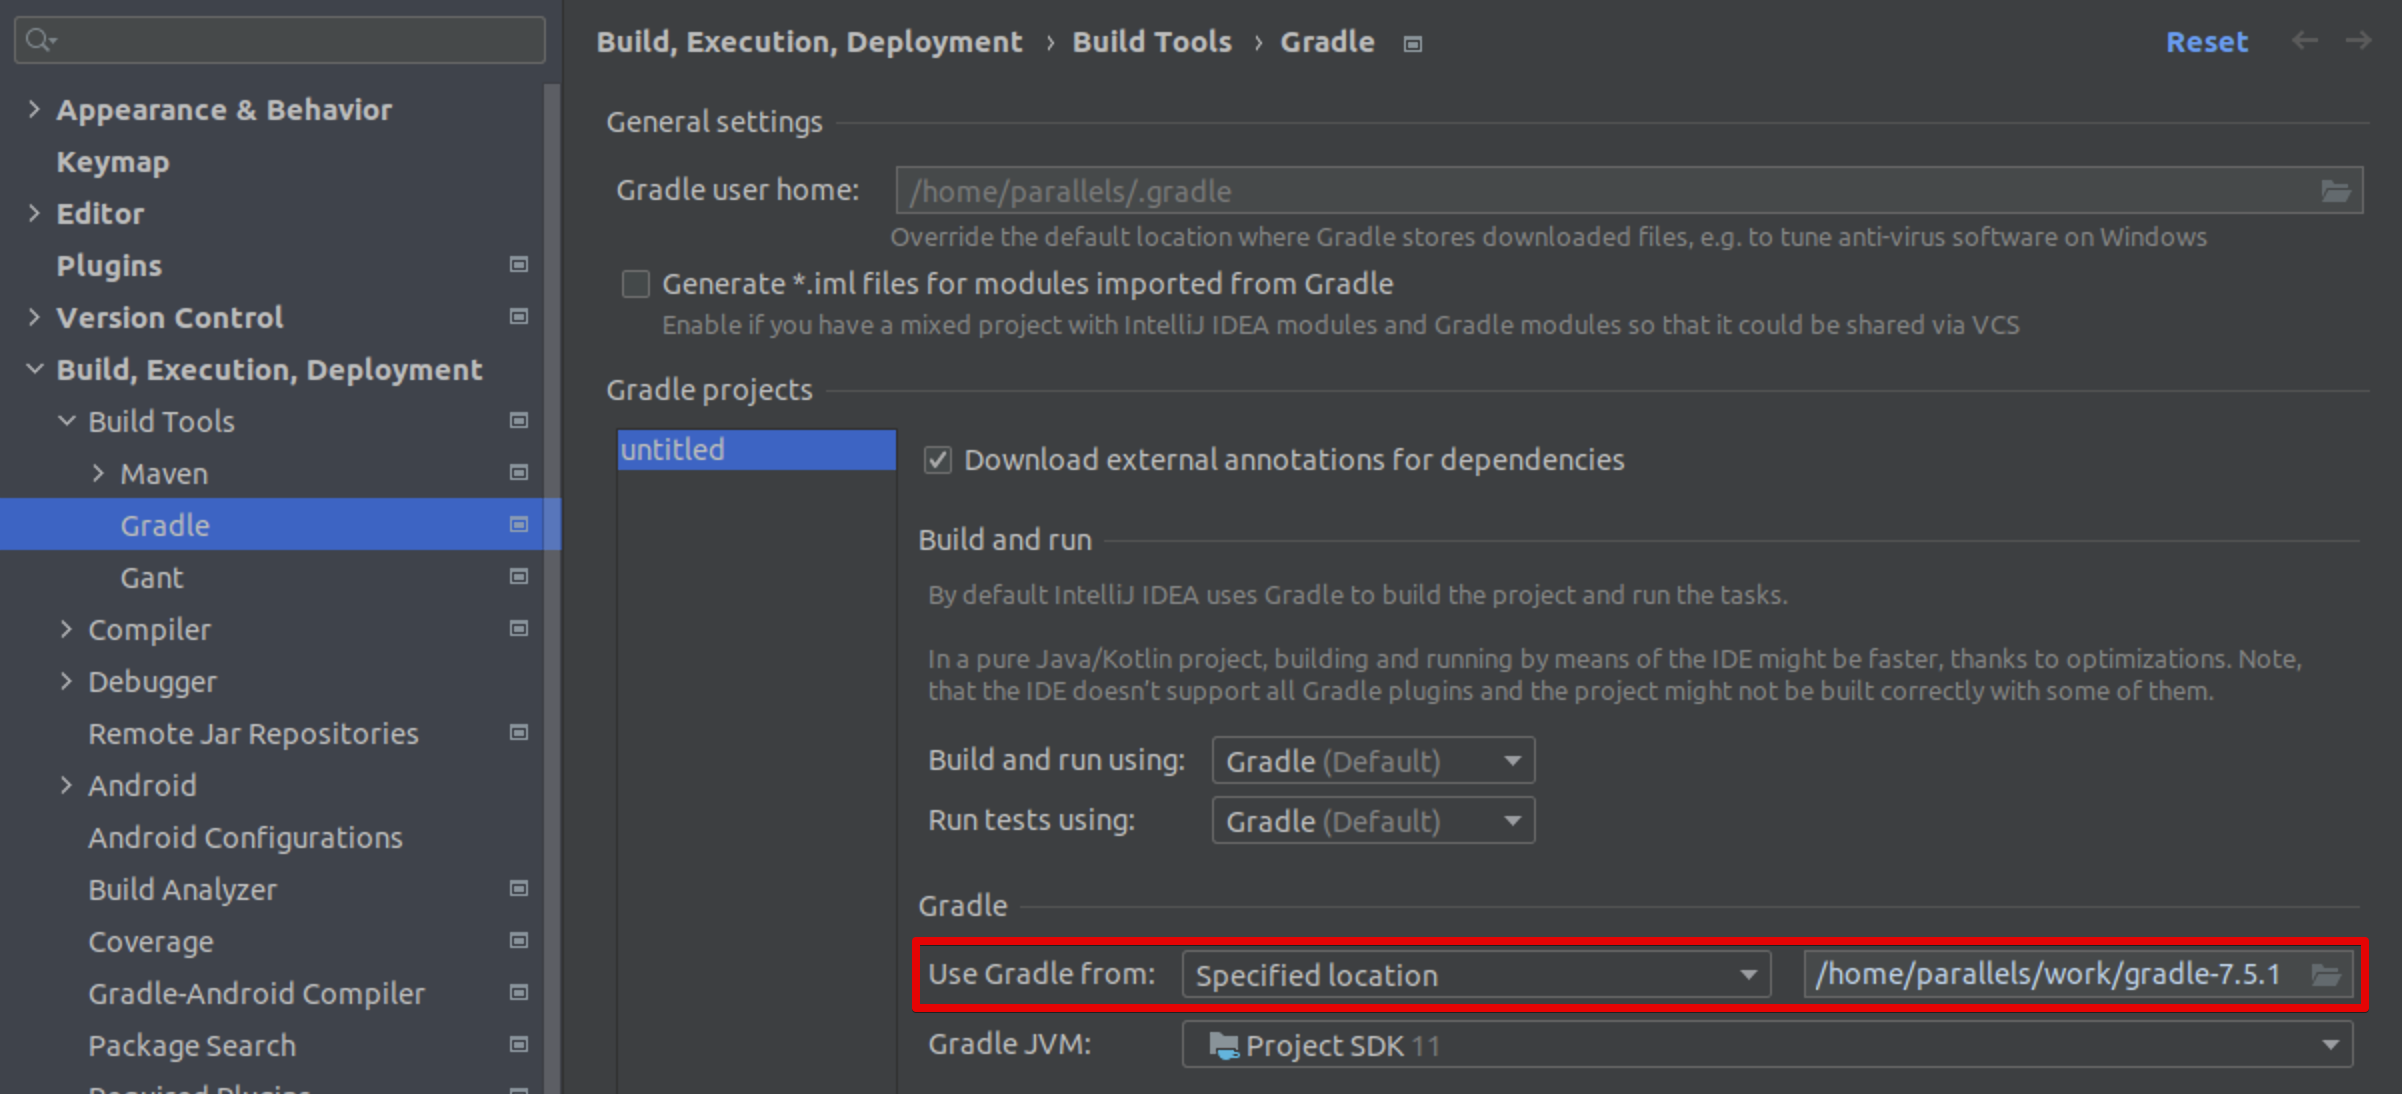 Appearance & Behavior
Keymap
Editor
Plugins
Version Control
Build, Execution, Deployment
Build Tools
Maven
Gradle
Gant
Compiler
Debugger
Remote Jar Repositories
Android
Android Configurations
Build Analyzer
Coverage
Gradle-Android Compiler
Package Search
Required Plugins
Build, Execution, Deployment › Build Tools › Gradle
Reset
General settings
Gradle user home: /home/parallels/.gradle
Override the default location where Gradle stores downloaded files, e.g. to tune anti-virus software on Windows
Generate *.iml files for modules imported from Gradle
Enable if you have a mixed project with IntelliJ IDEA modules and Gradle modules so that it could be shared via VCS
Gradle projects
untitled
Download external annotations for dependencies
Build and run
By default IntelliJ IDEA uses Gradle to build the project and run the tasks.
In a pure Java/Kotlin project, building and running by means of the IDE might be faster, thanks to optimizations. Note,
that the IDE doesn't support all Gradle plugins and the project might not be built correctly with some of them.
Build and run using: Gradle (Default)
Run tests using: Gradle (Default)
Gradle
Use Gradle from: Specified location /home/parallels/work/gradle-7.5.1
Gradle JVM: Project SDK 11